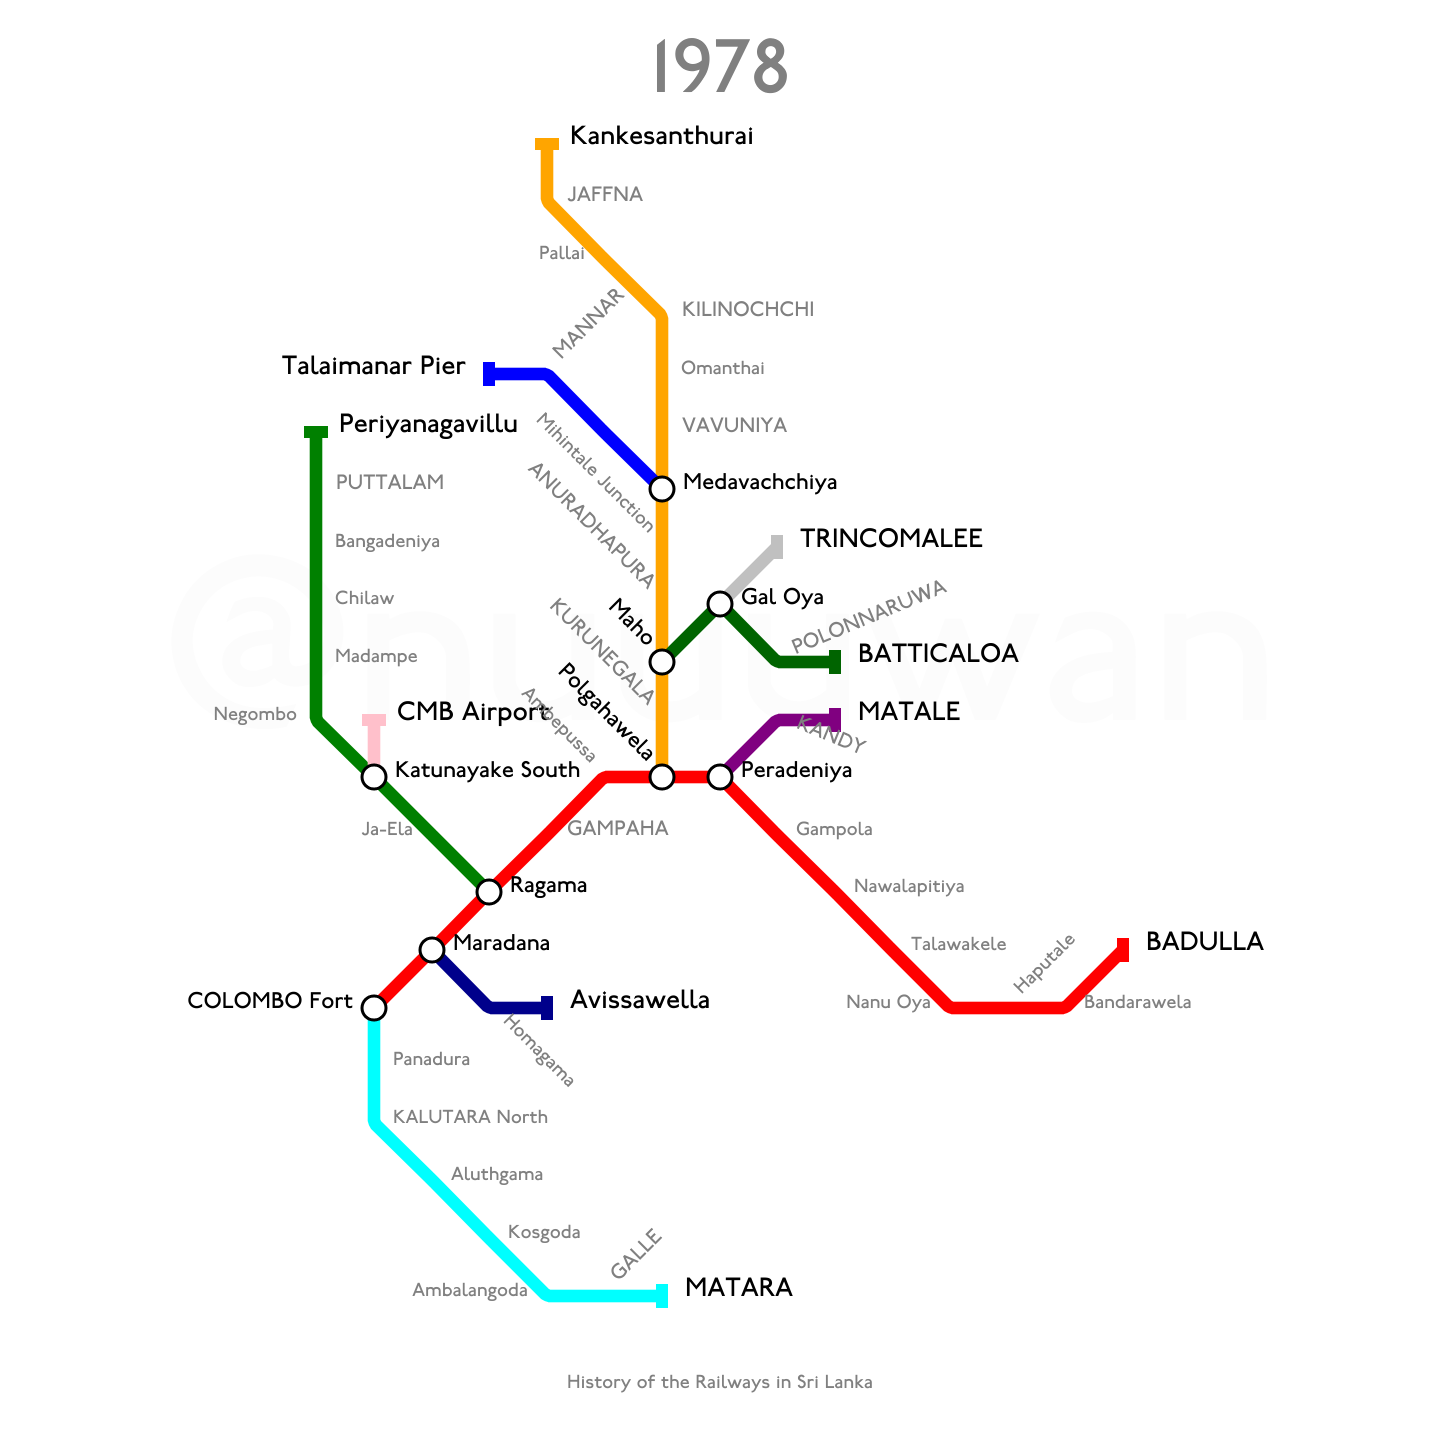 1978
Kankesanthurai
JAFFNA
Pallai
MANNAR
KILINOCHCHI
Talaimanar Pier
Omanthai
Periyanagavillu
Mihintale Junction
VAVUNIYA
PUTTALAM
ANURADHAPURA
Medavachchiya
Bangadeniya
TRINCOMALEE
Chilaw
Maho
Gal Oya
POLONNARUWA
KURUNEGALA
Madampe
BATTICALOA
Negombo
CMB Airport
Ambepussa
Polgahawela
MATALE
KANDY
Katunayake South
Peradeniya
Ja-Ela
GAMPAHA
Gampola
Ragama
Nawalapitiya
Maradana
Talawakele
Haputale
BADULLA
COLOMBO Fort
Avissawella
Nanu Oya
Bandarawela
Homagama
Panadura
KALUTARA North
Aluthgama
Kosgoda
GALLE
Ambalangoda
MATARA
History of the Railways in Sri Lanka